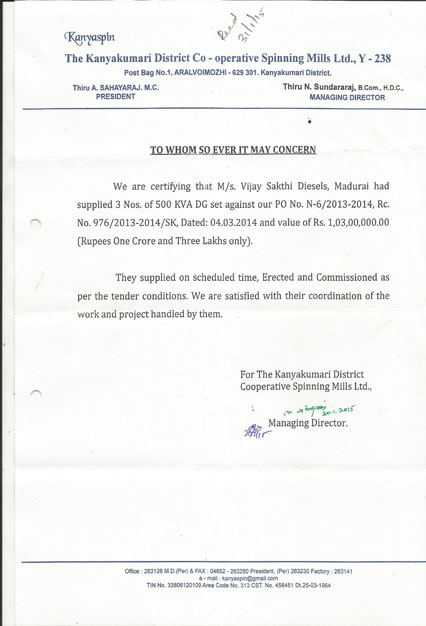 Kanyaspin
Recd
31/1/15
The Kanyakumari District Co - operative Spinning Mills Ltd., Y - 238
Post Bag No.1, ARALVOIMOZHI - 629 301. Kanyakumari District.
Thiru A. SAHAYARAJ. M.C.
PRESIDENT
Thiru N. Sundararaj, B.Com., H.D.C.,
MANAGING DIRECTOR
TO WHOM SO EVER IT MAY CONCERN
We are certifying that M/s. Vijay Sakthi Diesels, Madurai had
supplied 3 Nos. of 500 KVA DG set against our PO No. N-6/2013-2014, Rc.
No. 976/2013-2014/SK, Dated: 04.03.2014 and value of Rs. 1,03,00,000.00
(Rupees One Crore and Three Lakhs only).
They supplied on scheduled time, Erected and Commissioned as
per the tender conditions. We are satisfied with their coordination of the
work and project handled by them.
For The Kanyakumari District
Cooperative Spinning Mills Ltd.,
Managing Director.
Office : 263126 M.D.(Per) & FAX : 04652 - 263260 President. (Per) 263230 Factory : 263141
e - mail : kanyaspin@gmail.com
TIN No. 33806120109 Area Code No. 313 CST. No. 458451 Dt.25-03-1964